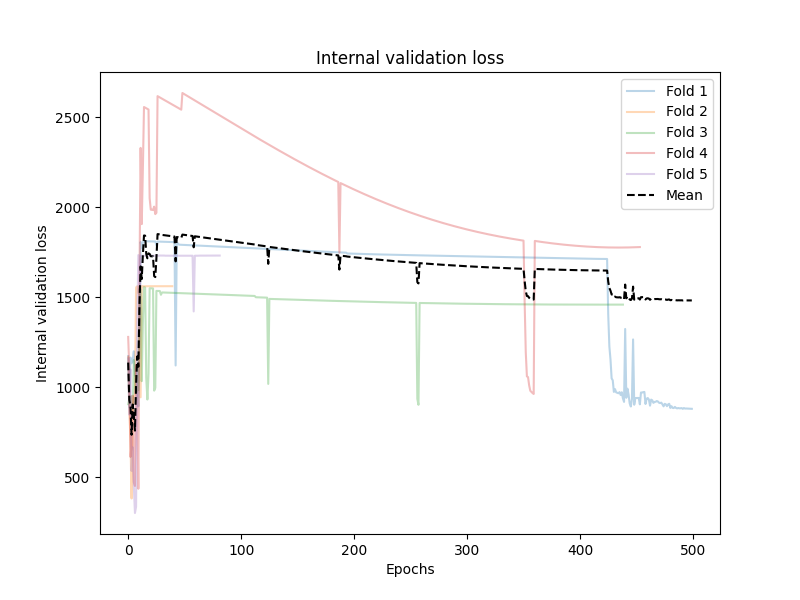 Internal validation loss
Internal validation loss
2500
2000
1500
1000
500
0
100
200
300
400
500
Epochs
Fold 1
Fold 2
Fold 3
Fold 4
Fold 5
Mean